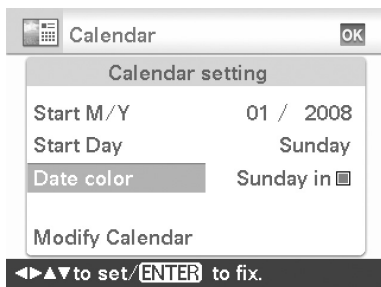 Calendar OK
Calendar setting
Start M/Y 01 / 2008
Start Day Sunday
Date color Sunday in
Modify Calendar
◄►▲▼to set/ENTER to fix.